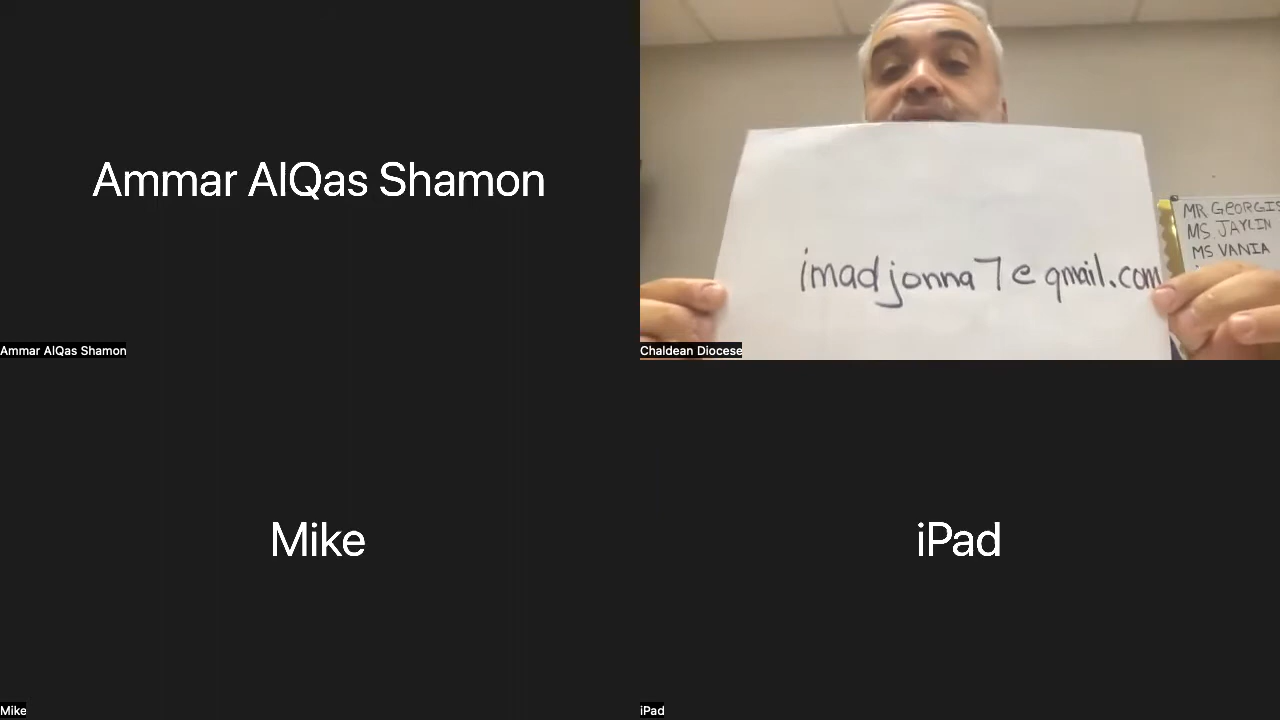 Ammar AlQas Shamon
Ammar AlQas Shamon
MR GEORGIS
MS. JAYLIN
MS VANIA
imadjonna7@gmail.com
Chaldean Diocese
Mike
Mike
iPad
iPad